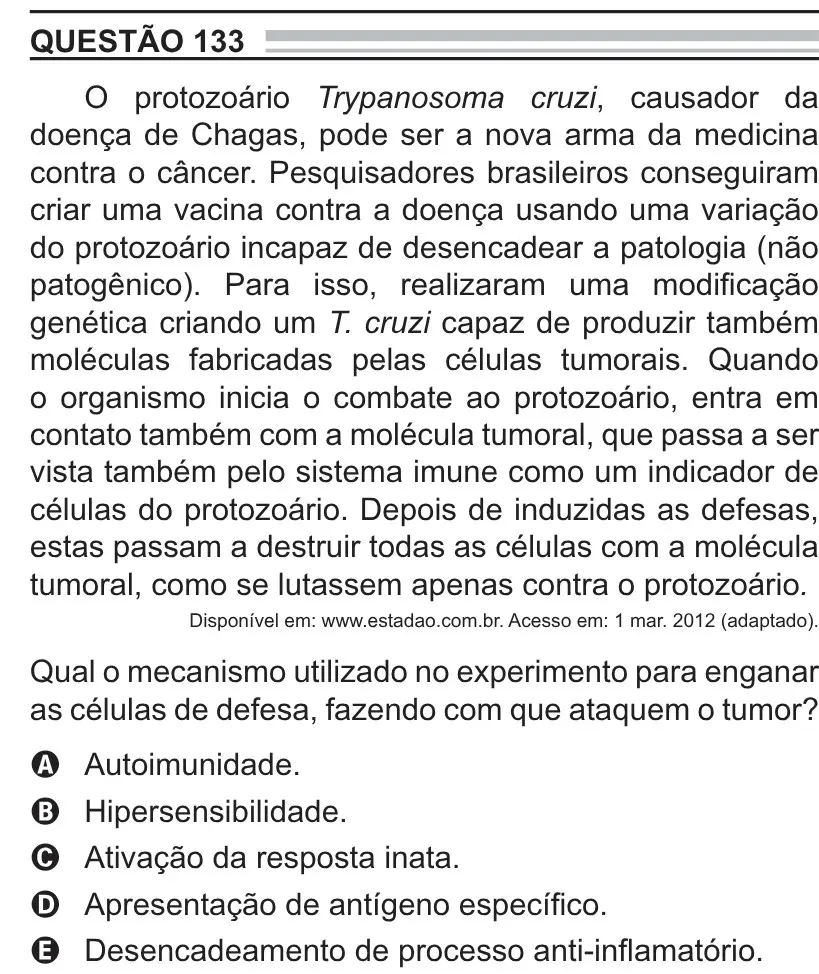 QUESTÃO 133
O protozoário Trypanosoma cruzi, causador da
doença de Chagas, pode ser a nova arma da medicina
contra o câncer. Pesquisadores brasileiros conseguiram
criar uma vacina contra a doença usando uma variação
do protozoário incapaz de desencadear a patologia (não
patogênico). Para isso, realizaram uma modificação
genética criando um T. cruzi capaz de produzir também
moléculas fabricadas pelas células tumorais. Quando
o organismo inicia o combate ao protozoário, entra em
contato também com a molécula tumoral, que passa a ser
vista também pelo sistema imune como um indicador de
células do protozoário. Depois de induzidas as defesas,
estas passam a destruir todas as células com a molécula
tumoral, como se lutassem apenas contra o protozoário.
Disponível em: www.estadao.com.br. Acesso em: 1 mar. 2012 (adaptado).
Qual o mecanismo utilizado no experimento para enganar
as células de defesa, fazendo com que ataquem o tumor?
A Autoimunidade.
B Hipersensibilidade.
C Ativação da resposta inata.
D Apresentação de antígeno específico.
E Desencadeamento de processo anti-inflamatório.